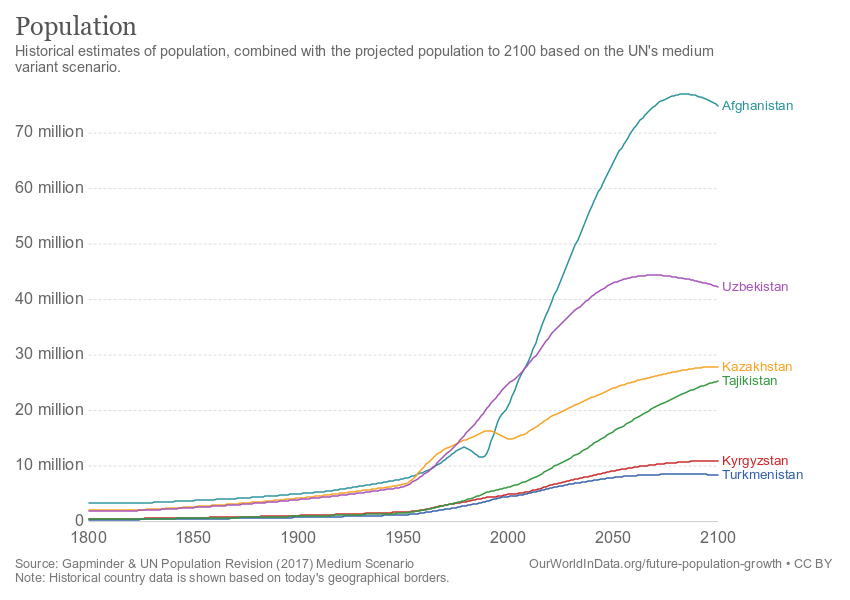 Population
Historical estimates of population, combined with the projected population to 2100 based on the UN's medium
variant scenario.
Afghanistan
70 million
60 million
50 million
Uzbekistan
40 million
30 million
Kazakhstan
Tajikistan
20 million
10 million
Kyrgyzstan
Turkmenistan
0
1800 1850 1900 1950 2000 2050 2100
Source: Gapminder & UN Population Revision (2017) Medium Scenario OurWorldInData.org/future-population-growth • CC BY
Note: Historical country data is shown based on today's geographical borders.